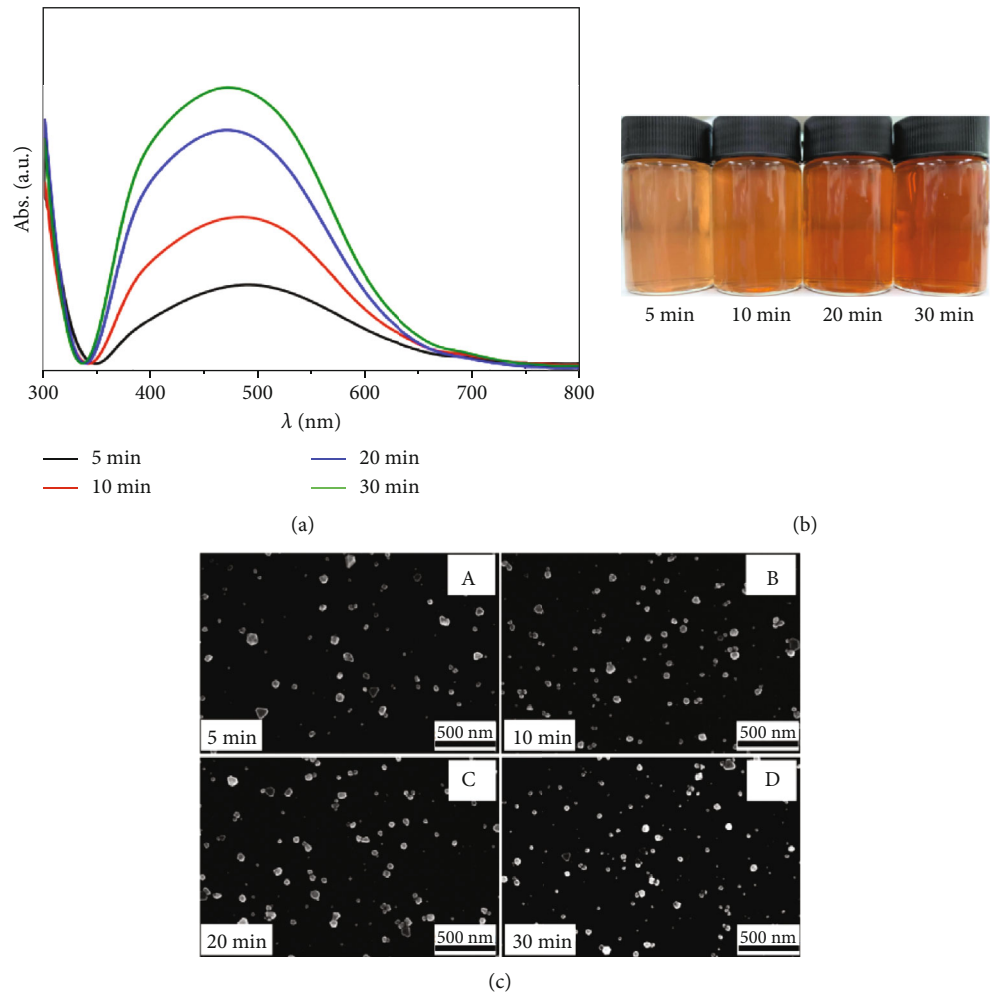 Abs. (a.u.)
300 400 500 600 700 800
λ (nm)
5 min
20 min
10 min
30 min
(a)
5 min 10 min 20 min 30 min
(b)
A
5 min
500 nm
B
10 min
500 nm
C
20 min
500 nm
D
30 min
500 nm
(c)